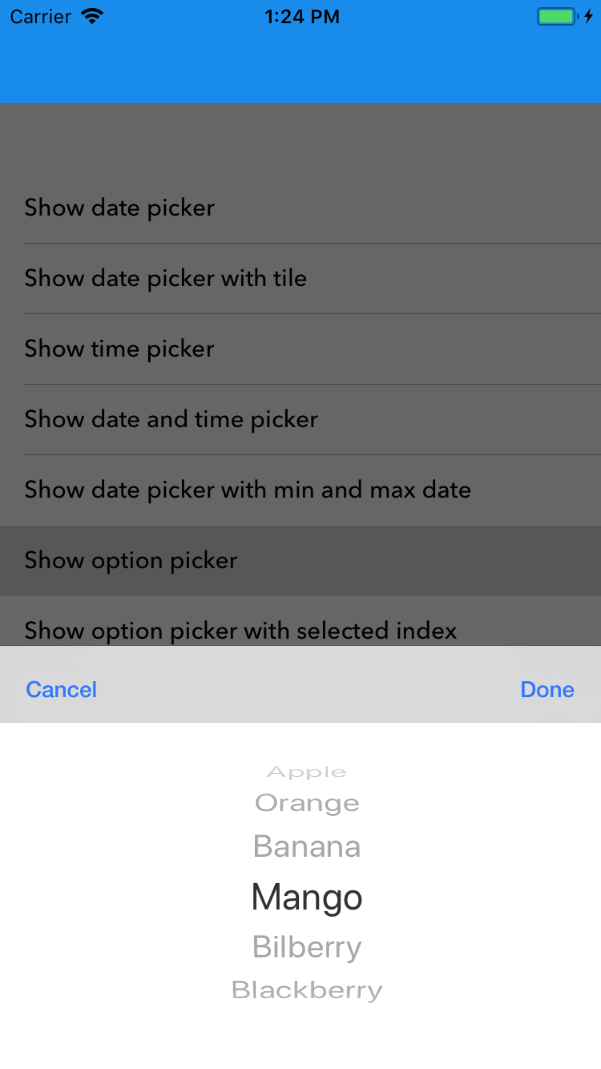 Carrier 1:24 PM
Show date picker
Show date picker with tile
Show time picker
Show date and time picker
Show date picker with min and max date
Show option picker
Show option picker with selected index
Cancel Done
Apple
Orange
Banana
Mango
Bilberry
Blackberry